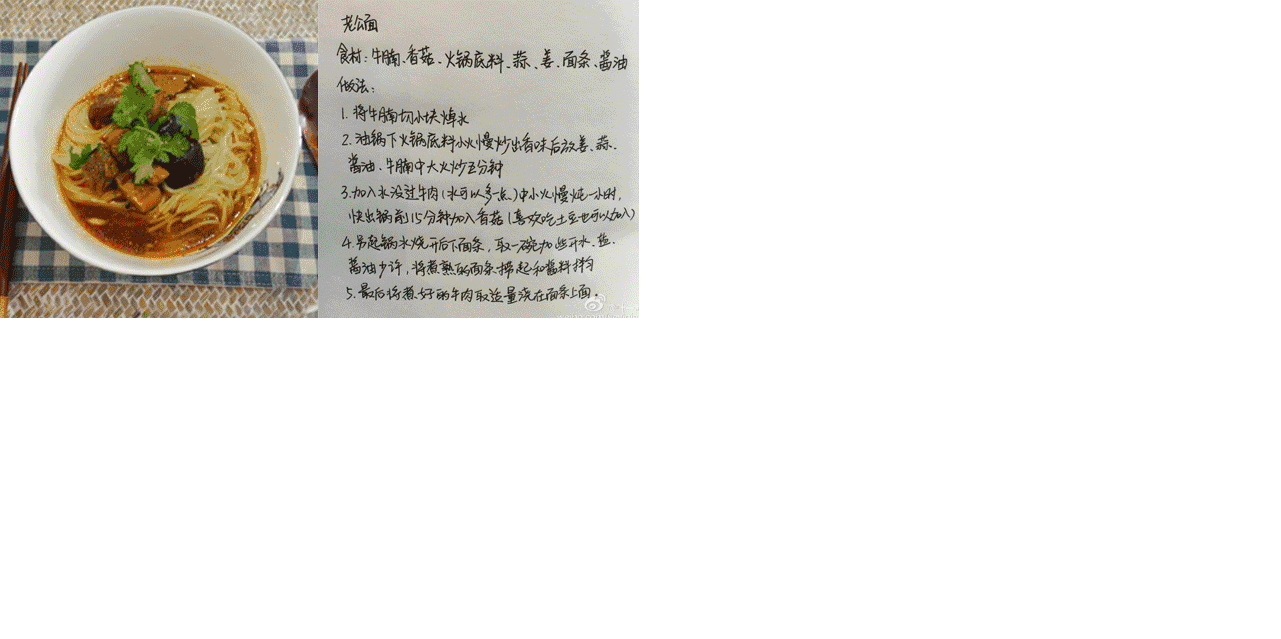 老公面
食材:牛腩、香菇、火锅底料、蒜、姜、面条、酱油
做法:
1. 将牛腩切小块焯水
2. 油锅下火锅底料小火慢炒出香味后放姜、蒜、
酱油、牛腩中大火炒五分钟
3. 加入水没过牛肉(水可以多一点)中小火慢炖一小时,
快出锅前15分钟加入香菇(喜欢吃土豆也可以加入)
4. 另起锅水烧开后下面条,取一碗加些开水、盐、
酱油少许,将煮熟的面条捞起和酱料拌匀
5. 最后将煮好的牛肉取适量浇在面条上面。